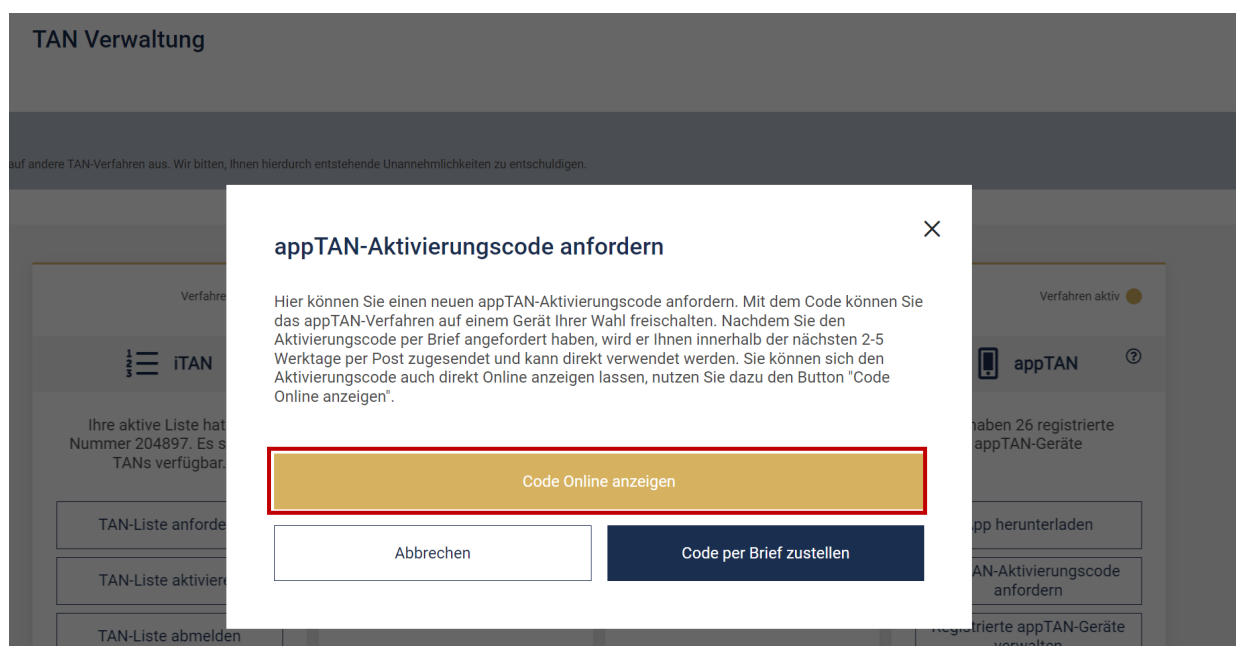 TAN Verwaltung
auf andere TAN-Verfahren aus. Wir bitten, Ihnen hierdurch entstehende Unannehmlichkeiten zu entschuldigen.
appTAN-Aktivierungscode anfordern
Hier können Sie einen neuen appTAN-Aktivierungscode anfordern. Mit dem Code können Sie
das appTAN-Verfahren auf einem Gerät Ihrer Wahl freischalten. Nachdem Sie den
Aktivierungscode per Brief angefordert haben, wird er Ihnen innerhalb der nächsten 2-5
Werktage per Post zugesendet und kann direkt verwendet werden. Sie können sich den
Aktivierungscode auch direkt Online anzeigen lassen, nutzen Sie dazu den Button "Code
Online anzeigen".
Code Online anzeigen
Abbrechen
Code per Brief zustellen
Verfahre
iTAN
Ihre aktive Liste hat
Nummer 204897. Es s
TANs verfügbar.
TAN-Liste anforde
TAN-Liste aktiviere
TAN-Liste abmelden
Verfahren aktiv
appTAN
haben 26 registrierte
appTAN-Geräte
App herunterladen
AN-Aktivierungscode
anfordern
Registrierte appTAN-Geräte
verwalten